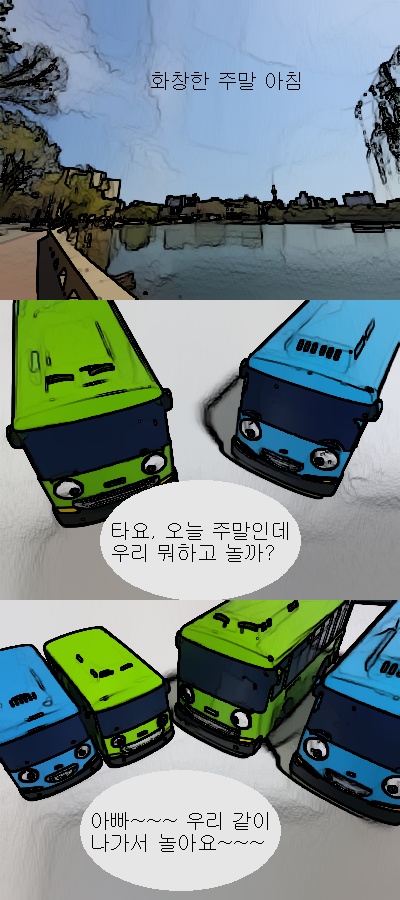 화창한 주말 아침
타요, 오늘 주말인데
우리 뭐하고 놀까?
아빠~~~ 우리 같이
나가서 놀아요~~~